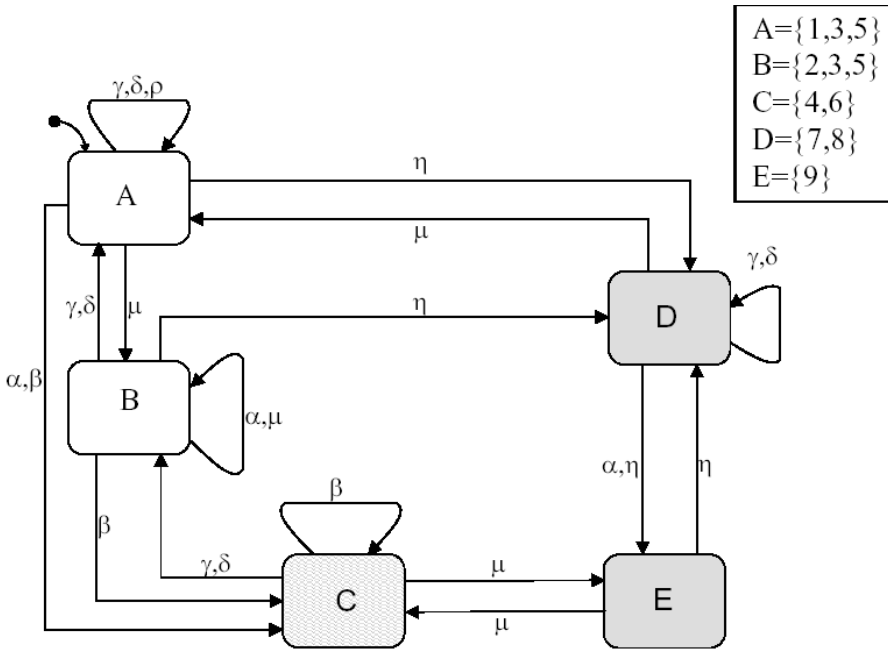 A={1,3,5}
B={2,3,5}
C={4,6}
D={7,8}
E={9}
γ,δ,ρ
A
η
μ
γ,δ
γ,δ
μ
η
D
α,β
B
α,μ
α,η
η
β
β
γ,δ
C
μ
E
μ